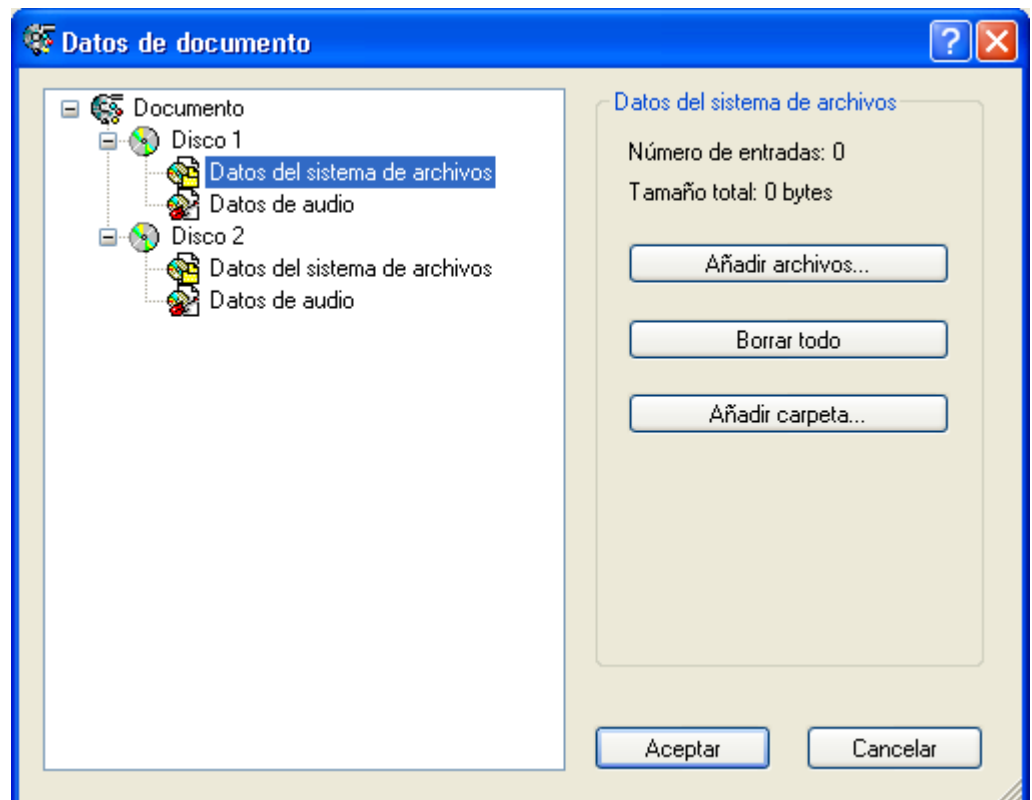 Datos de documento
Documento
Disco 1
Datos del sistema de archivos
Datos de audio
Disco 2
Datos del sistema de archivos
Datos de audio
Datos del sistema de archivos
Número de entradas: 0
Tamaño total: 0 bytes
Añadir archivos...
Borrar todo
Añadir carpeta...
Aceptar
Cancelar